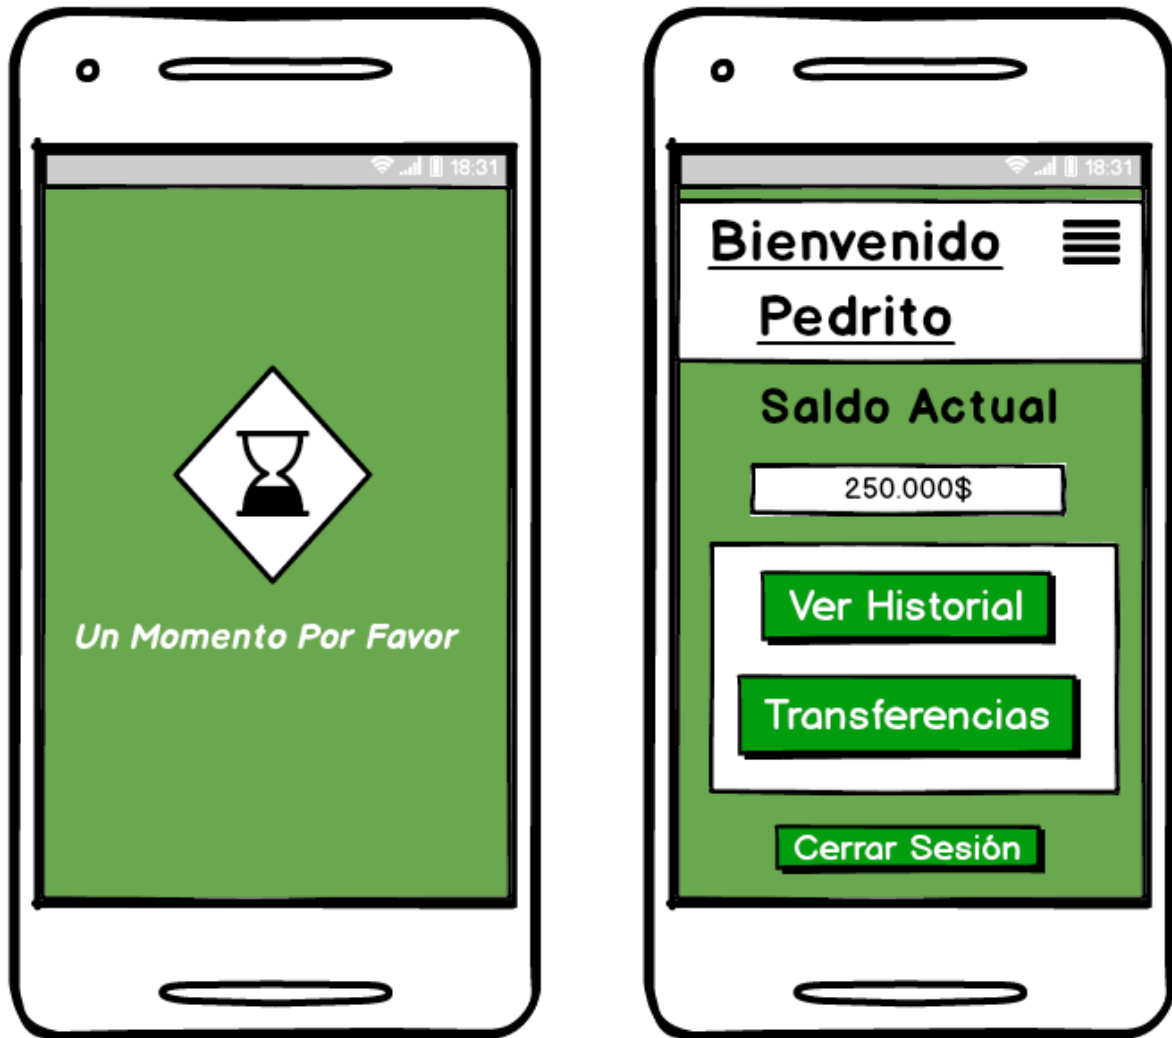 18:31
Un Momento Por Favor
18:31
Bienvenido
Pedrito
Saldo Actual
250.000$
Ver Historial
Transferencias
Cerrar Sesión